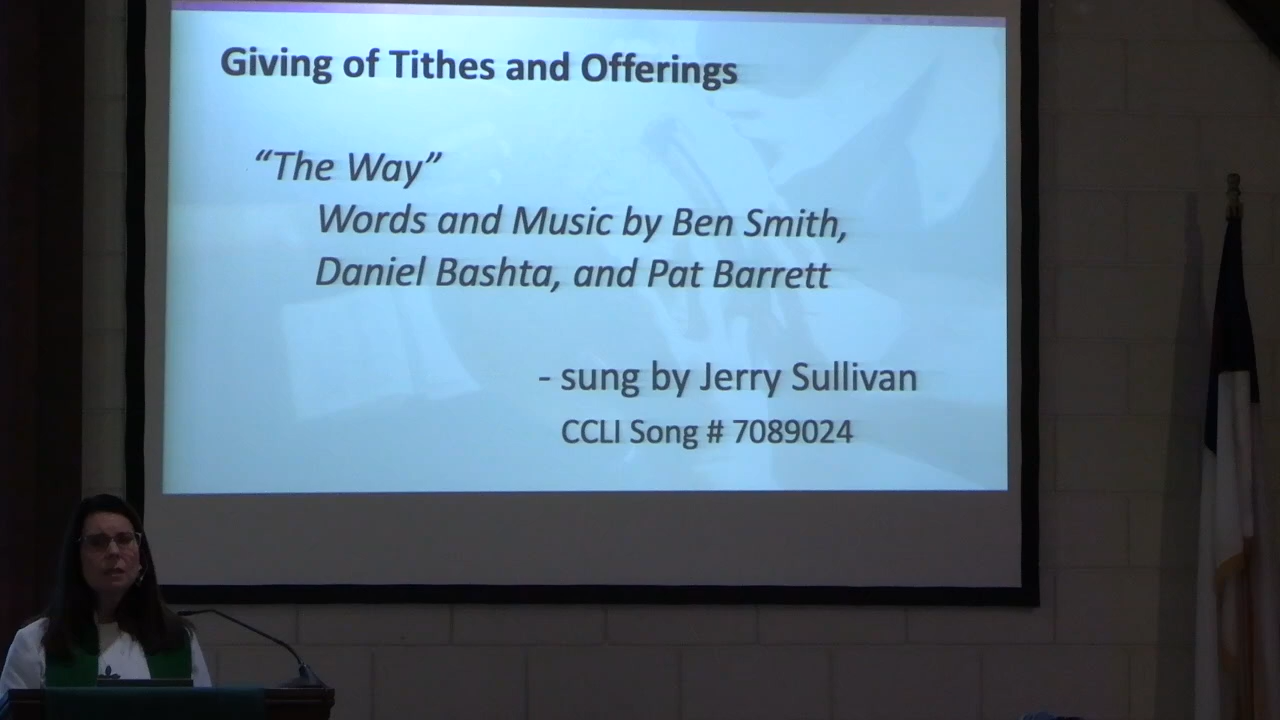 Giving of Tithes and Offerings
“The Way”
Words and Music by Ben Smith,
Daniel Bashta, and Pat Barrett
- sung by Jerry Sullivan
CCLI Song # 7089024